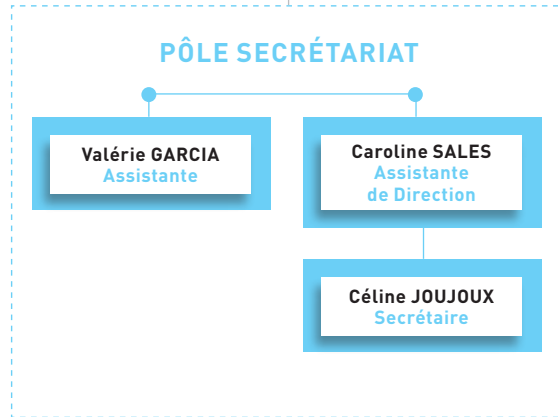 PÔLE SECRÉTARIAT
Valérie GARCIA
Assistante
Caroline SALES
Assistante
de Direction
Céline JOUJOUX
Secrétaire